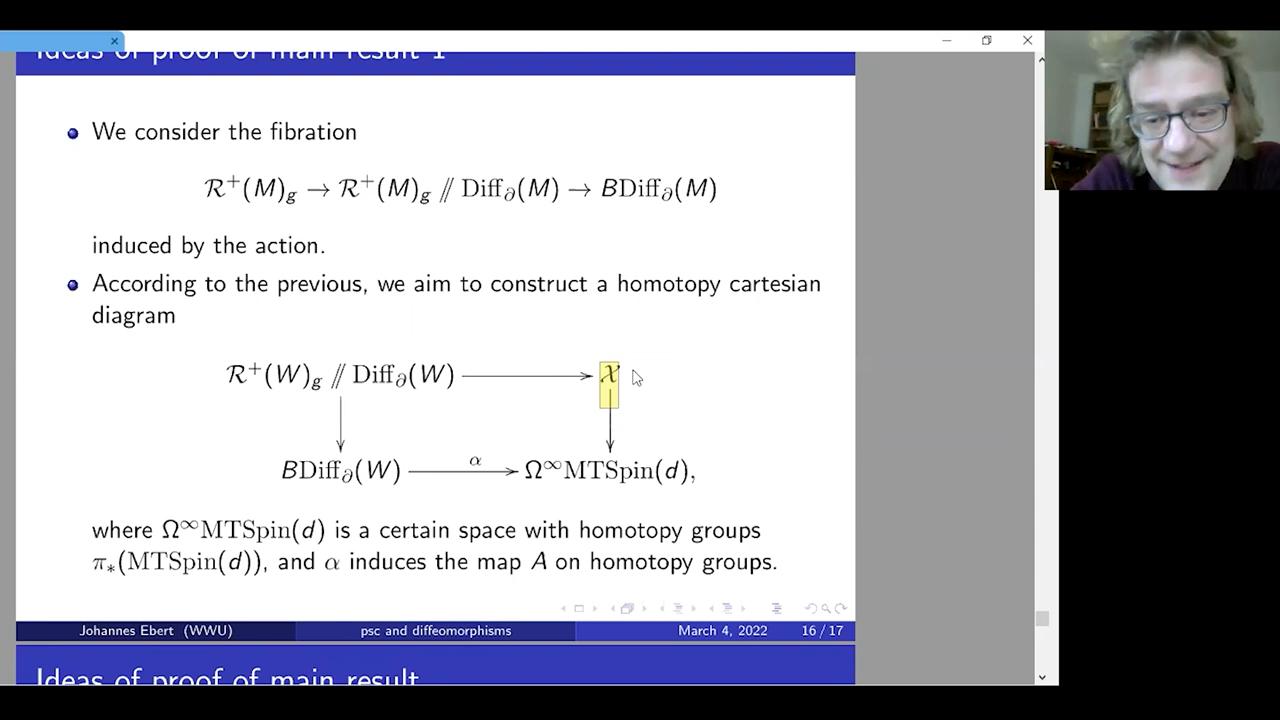 Ideas of proof of main result 1
We consider the fibration
ℛ⁺(M)_g → ℛ⁺(M)_g ⫽ Diff_∂(M) → BDiff_∂(M)
induced by the action.
According to the previous, we aim to construct a homotopy cartesian
diagram
ℛ⁺(W)_g ⫽ Diff_∂(W) → 𝒳
α
BDiff_∂(W) → Ω^∞MTSpin(d),
where Ω^∞MTSpin(d) is a certain space with homotopy groups
π_*(MTSpin(d)), and α induces the map A on homotopy groups.
Johannes Ebert (WWU) psc and diffeomorphisms March 4, 2022 16 / 17
Ideas of proof of main result